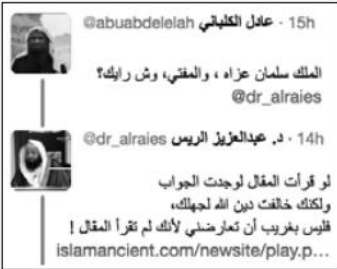 عادل الكلباني @abuabdelelah · 15h
الملك سلمان عزاه ، والمفتي، وش رايك؟
@dr_alraies
د. عبدالعزيز الريس @dr_alraies · 14h
لو قرأت المقال لوجدت الجواب
ولكنك خالفت دين الله لجهلك،
فليس بغريب أن تعارضني لأنك لم تقرأ المقال !
islamancient.com/newsite/play.p...